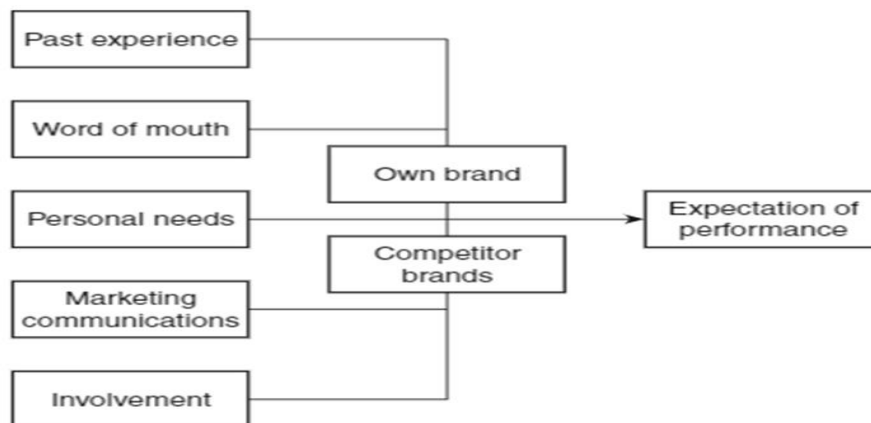 Past experience
Word of mouth
Own brand
Personal needs
Expectation of
performance
Competitor
brands
Marketing
communications
Involvement